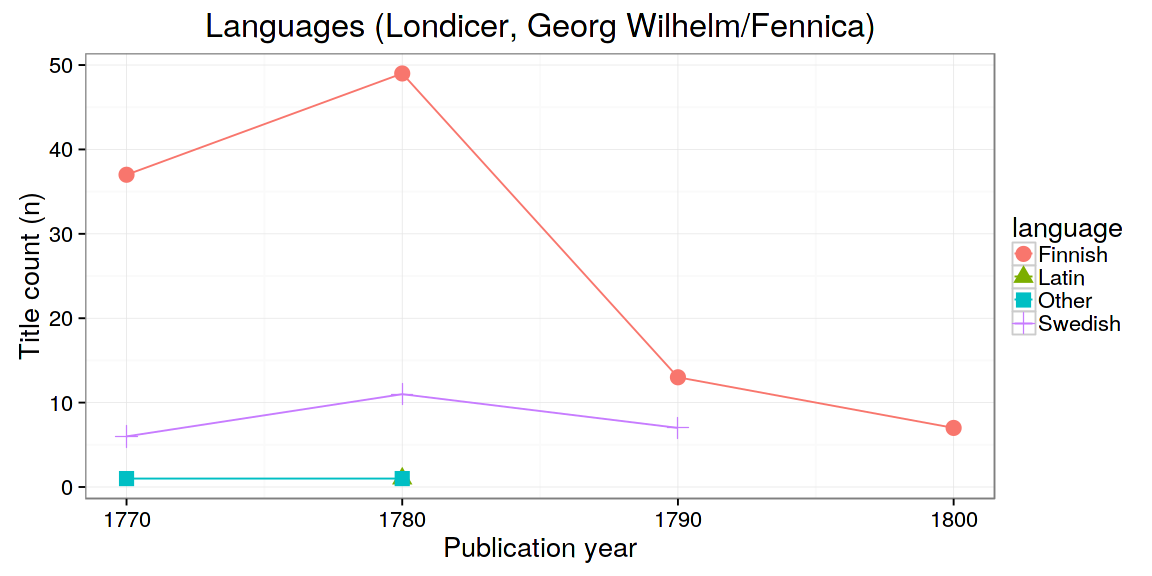 Languages (Londicer, Georg Wilhelm/Fennica)
50
40
30
20
10
0
Title count (n)
1770 1780 1790 1800
Publication year
language
Finnish
Latin
Other
Swedish